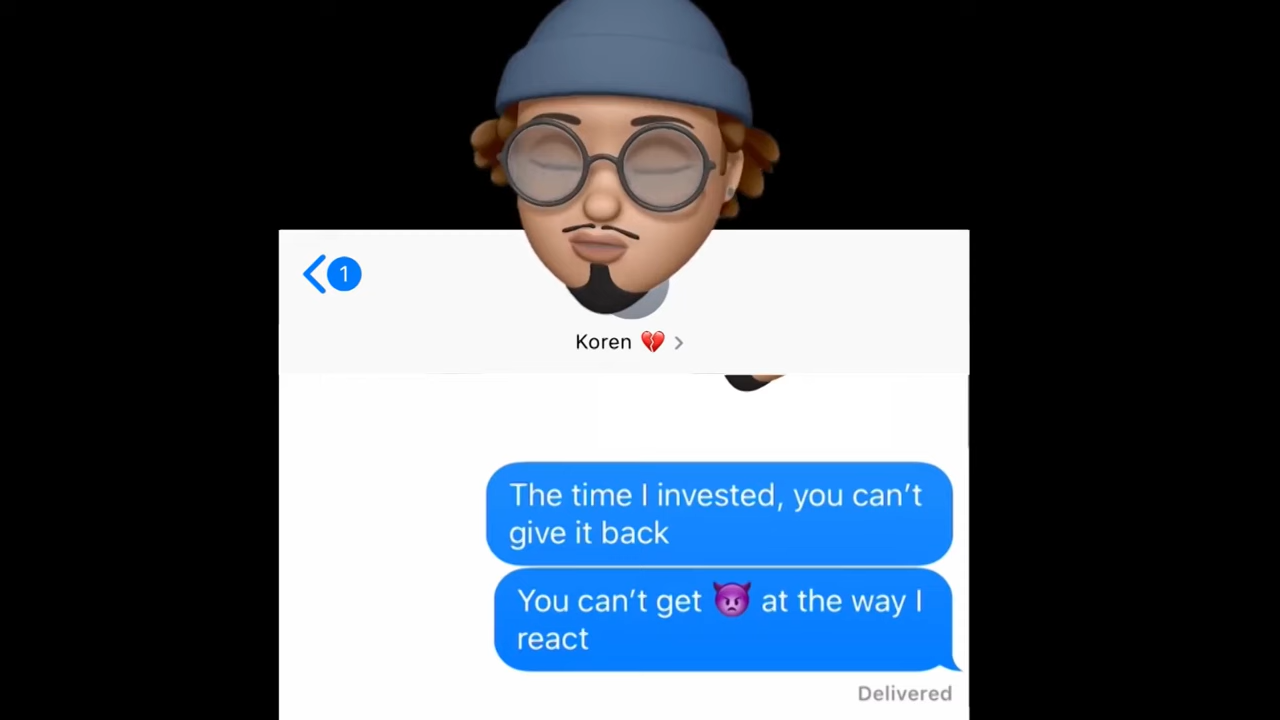 1
Koren 💔
The time I invested, you can’t
give it back
You can’t get 👿 at the way I
react
Delivered